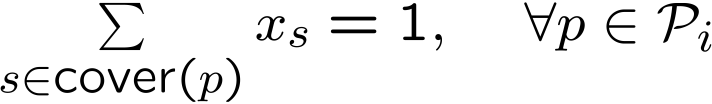 ∑ x_s = 1, ∀p ∈ 𝒫_i
s∈cover(p)